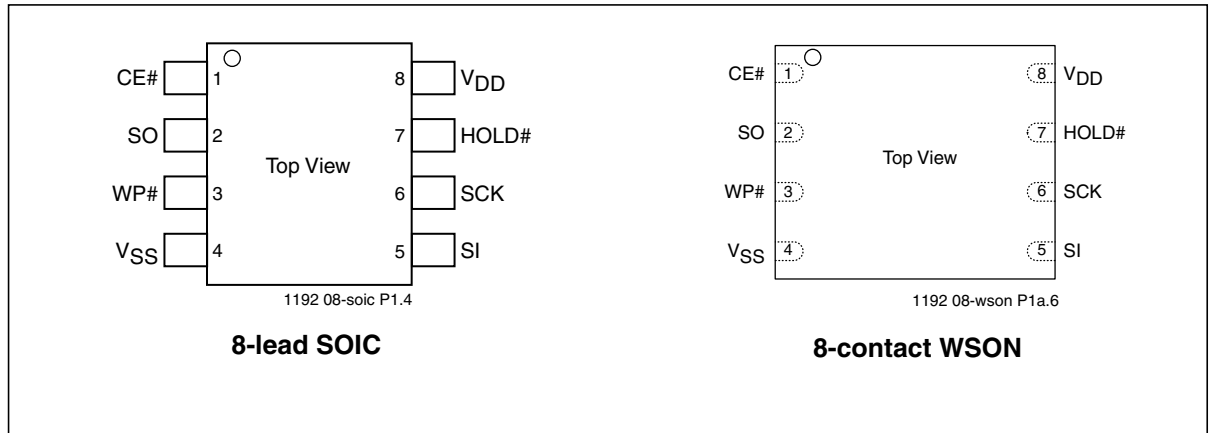 CE# 1 8 VDD
SO 2 7 HOLD#
Top View
WP# 3 6 SCK
VSS 4 5 SI
1192 08-soic P1.4
8-lead SOIC
CE# 1 8 VDD
SO 2 7 HOLD#
Top View
WP# 3 6 SCK
VSS 4 5 SI
1192 08-wson P1a.6
8-contact WSON